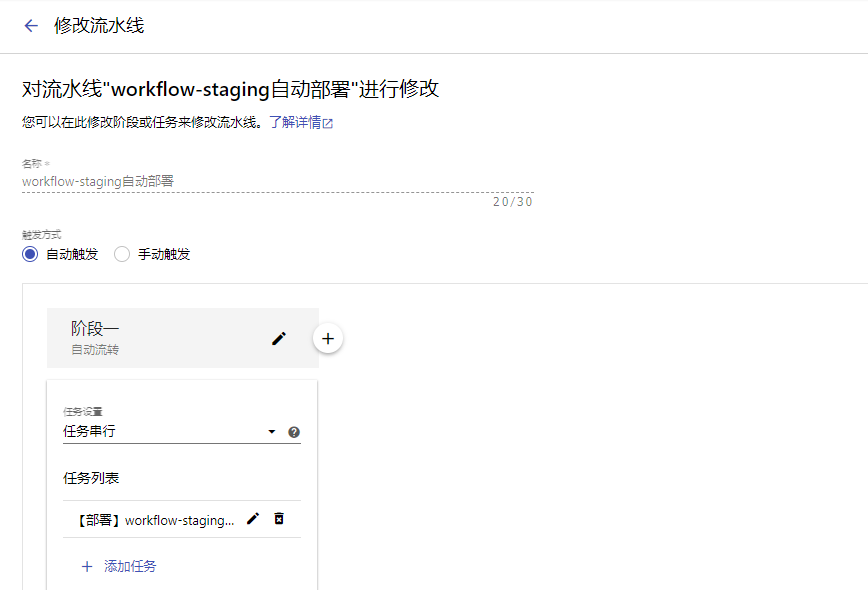 修改流水线
对流水线"workflow-staging自动部署"进行修改
您可以在此修改阶段或任务来修改流水线。了解详情
名称 *
workflow-staging自动部署
20/30
触发方式
自动触发 手动触发
阶段一
自动流转
任务设置
任务串行
任务列表
【部署】workflow-staging...
添加任务